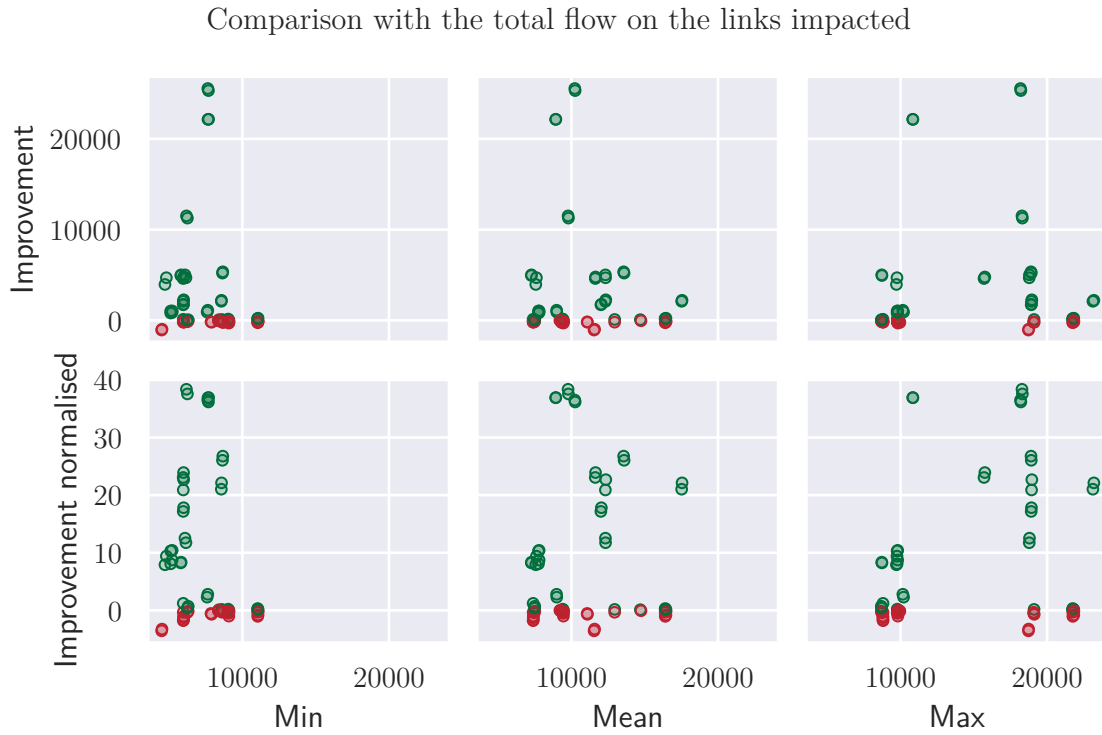 Comparison with the total flow on the links impacted
Improvement
20000
10000
0
Improvement normalised
40
30
20
10
0
10000 20000 10000 20000 10000 20000
Min Mean Max